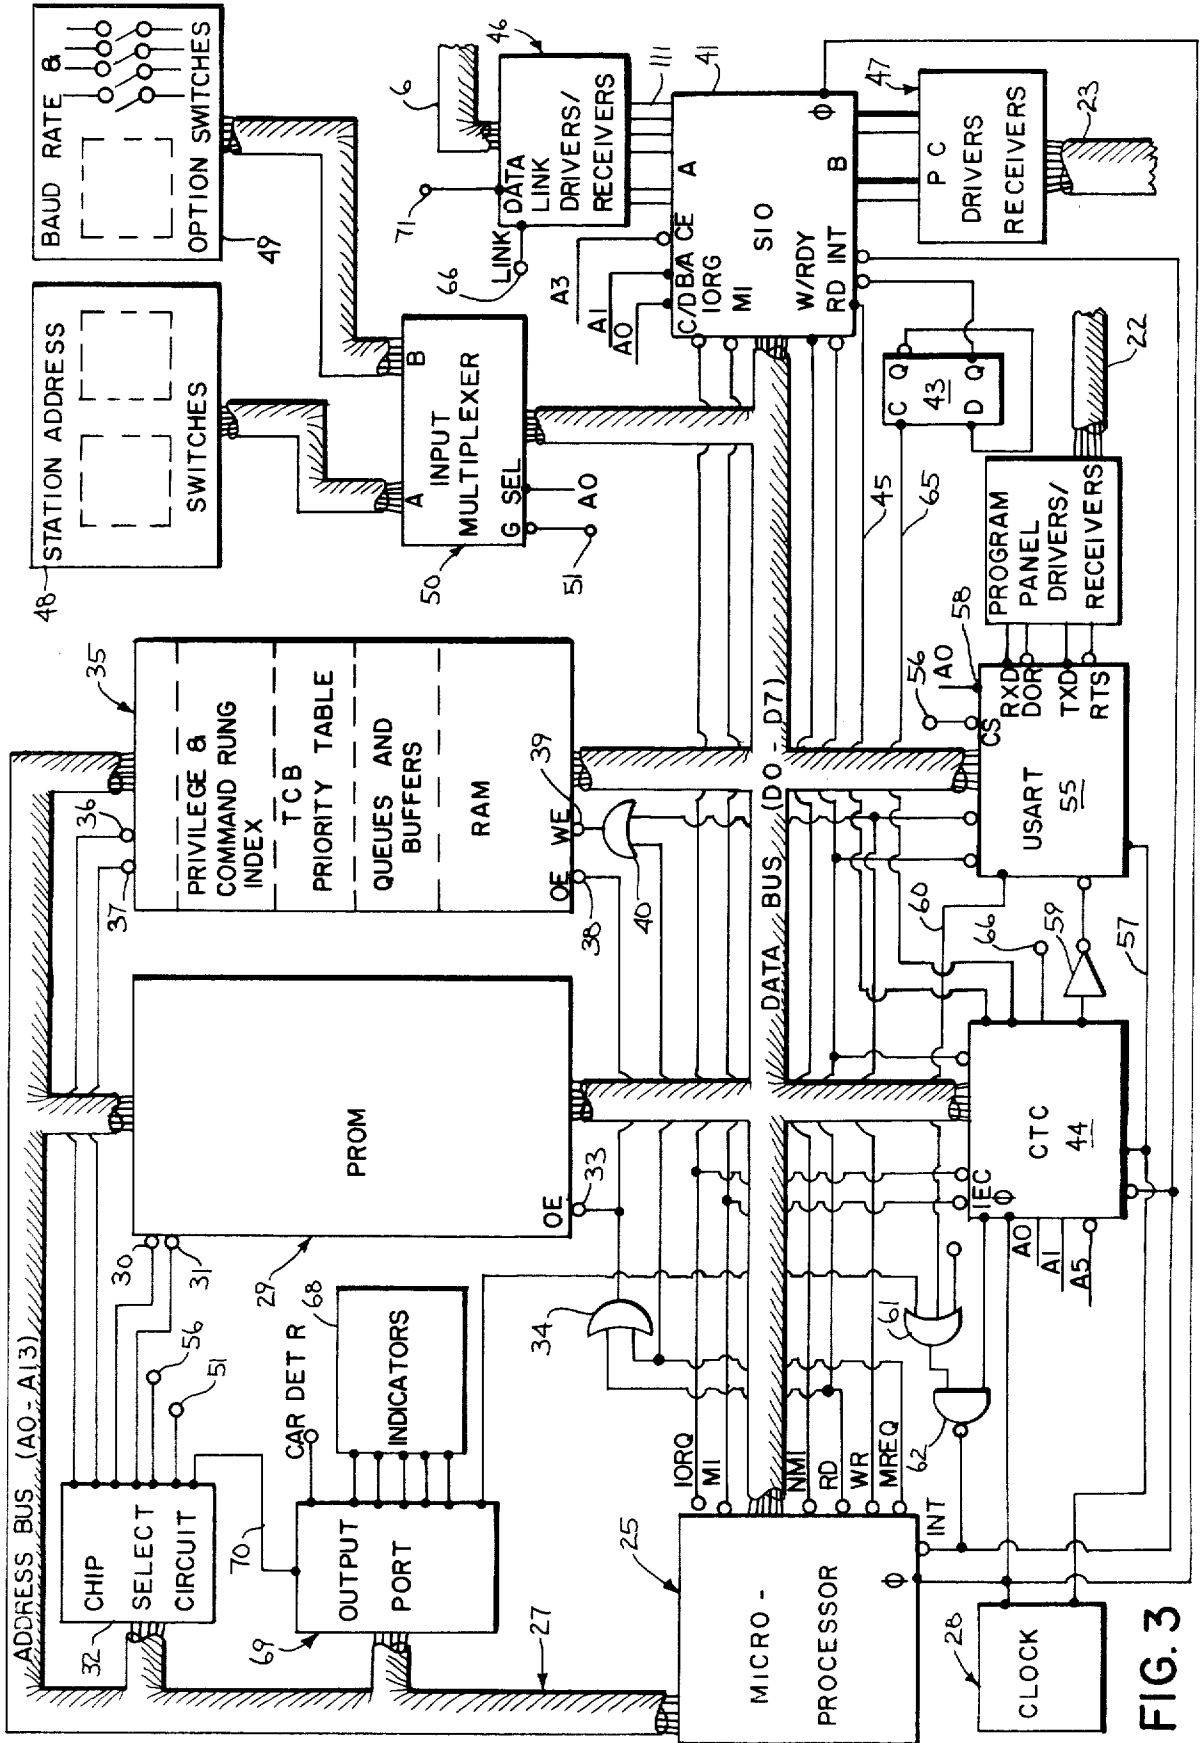 ADDRESS BUS (A0-A13)
CHIP
SELECT
CIRCUIT
32
70
OUTPUT
PORT
69
27
25
MICRO-
PROCESSOR
Φ
28
CLOCK
FIG. 3
30
31
56
51
CAR DET R
68
INDICATORS
29
PROM
OE
33
34
IORQ
MI
NMI
RD
WR
MREQ
INT
61
62
35
36
37
PRIVILEGE &
COMMAND RUNG
INDEX
TCB
PRIORITY TABLE
QUEUES AND
BUFFERS
RAM
OE
WE
38
39
40
DATA BUS (D0-D7)
IEC
Φ
CTC
44
A0
A1
A5
60
66
59
57
STATION ADDRESS
SWITCHES
48
BAUD RATE &
OPTION SWITCHES
49
A
B
INPUT
MULTIPLEXER
G
SEL
50
51
A0
6
46
71
DATA
LINK
DRIVERS/
RECEIVERS
LINK
66
111
41
A3
A1
A0
C/D
B/A
CE
A
IORG
MI
SIO
W/RDY
RD
INT
B
Φ
47
PC
DRIVERS
RECEIVERS
23
C
Q
43
D
Q
45
65
22
PROGRAM
PANEL
DRIVERS/
RECEIVERS
58
A0
56
CS
RXD
DOR
TXD
RTS
USART
55